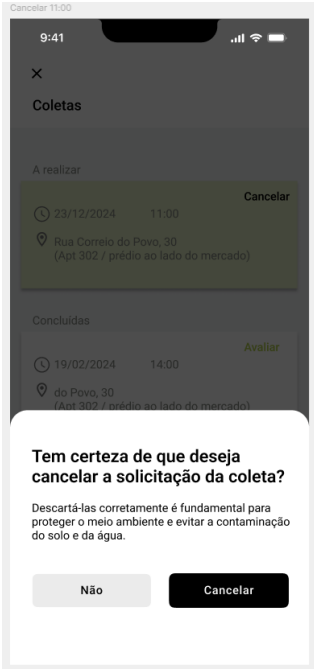 Cancelar 11:00
9:41
Coletas
A realizar
Cancelar
23/12/2024 11:00
Rua Correio do Povo, 30
(Apt 302 / prédio ao lado do mercado)
Concluídas
Avaliar
19/02/2024 14:00
do Povo, 30
(Apt 302 / prédio ao lado do mercado)
Tem certeza de que deseja
cancelar a solicitação da coleta?
Descartá-las corretamente é fundamental para
proteger o meio ambiente e evitar a contaminação
do solo e da água.
Não Cancelar